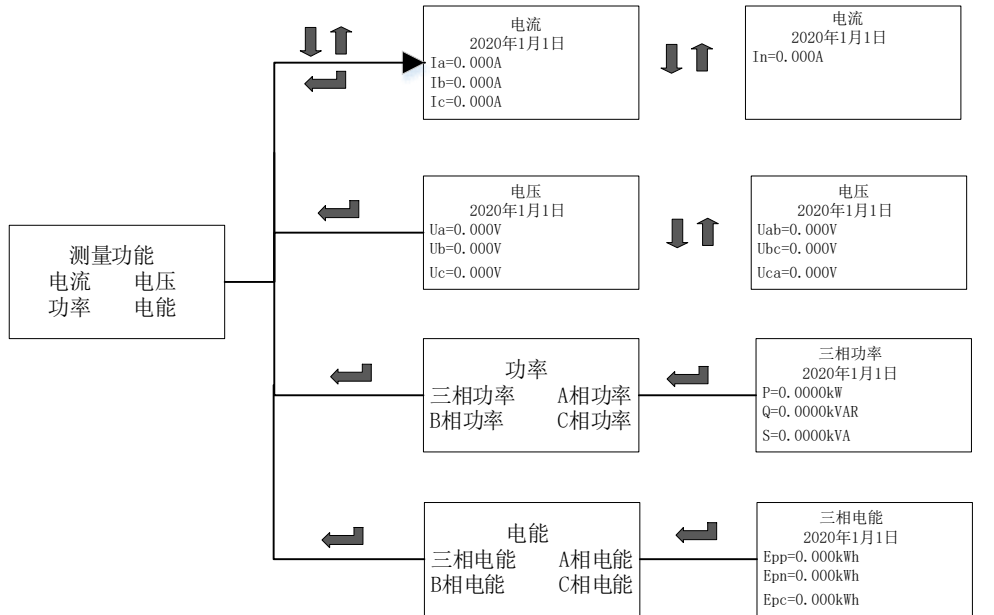 测量功能
电流 电压
功率 电能
电流
2020年1月1日
Ia=0.000A
Ib=0.000A
Ic=0.000A
电流
2020年1月1日
In=0.000A
电压
2020年1月1日
Ua=0.000V
Ub=0.000V
Uc=0.000V
电压
2020年1月1日
Uab=0.000V
Ubc=0.000V
Uca=0.000V
功率
三相功率 A相功率
B相功率 C相功率
三相功率
2020年1月1日
P=0.0000kW
Q=0.0000kVAR
S=0.0000kVA
电能
三相电能 A相电能
B相电能 C相电能
三相电能
2020年1月1日
Epp=0.000kWh
Epn=0.000kWh
Epc=0.000kWh